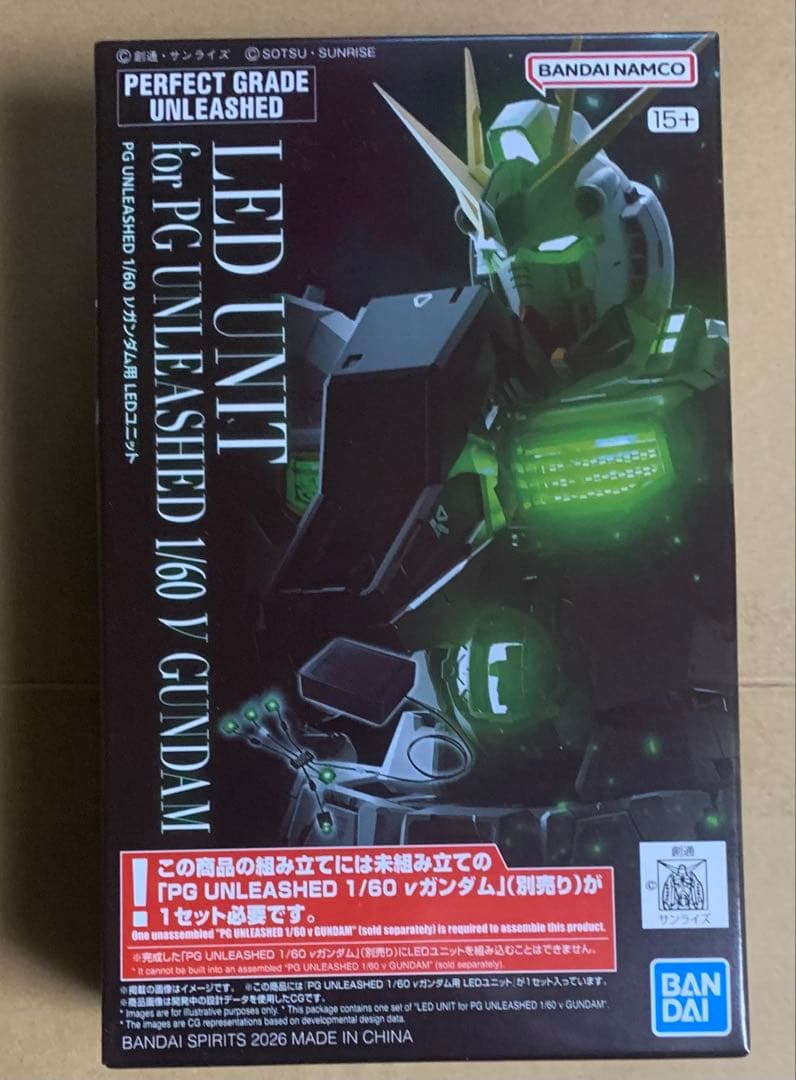 ©創通・サンライズ ©SOTSU・SUNRISE
BANDAI NAMCO
15+
PERFECT GRADE
UNLEASHED
LED UNIT
for PG UNLEASHED 1/60 ν GUNDAM
PG UNLEASHED 1/60 νガンダム用 LEDユニット
この商品の組み立てには未組み立ての
「PG UNLEASHED 1/60 νガンダム」(別売り)が
1セット必要です。
One unassembled "PG UNLEASHED 1/60 ν GUNDAM" (sold separately) is required to assemble this product.
※完成した「PG UNLEASHED 1/60 νガンダム」(別売り)にLEDユニットを組み込むことはできません。
* It cannot be built into an assembled "PG UNLEASHED 1/60 ν GUNDAM" (sold separately).
創通
©
サンライズ
※掲載の画像はイメージです。 ※この商品には「PG UNLEASHED 1/60 νガンダム用 LEDユニット」が1セット入っています。
※商品画像は開発中の設計データを使用したCGです。
* Images are for illustrative purposes only. * This package contains one set of "LED UNIT for PG UNLEASHED 1/60 ν GUNDAM".
* The images are CG representations based on developmental design data.
BANDAI SPIRITS 2026 MADE IN CHINA
BAN
DAI